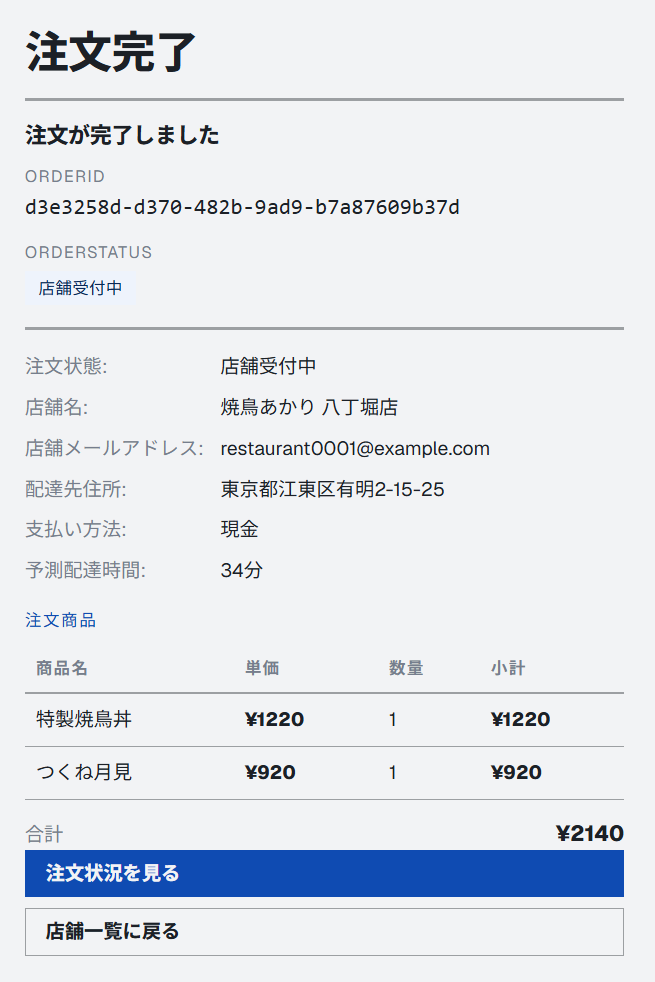 注文完了
注文が完了しました
ORDERID
d3e3258d-d370-482b-9ad9-b7a87609b37d
ORDERSTATUS
店舗受付中
注文状態: 店舗受付中
店舗名: 焼鳥あかり 八丁堀店
店舗メールアドレス: restaurant0001@example.com
配達先住所: 東京都江東区有明2-15-25
支払い方法: 現金
予測配達時間: 34分
注文商品
商品名 単価 数量 小計
特製焼鳥丼 ¥1220 1 ¥1220
つくね月見 ¥920 1 ¥920
合計 ¥2140
注文状況を見る
店舗一覧に戻る